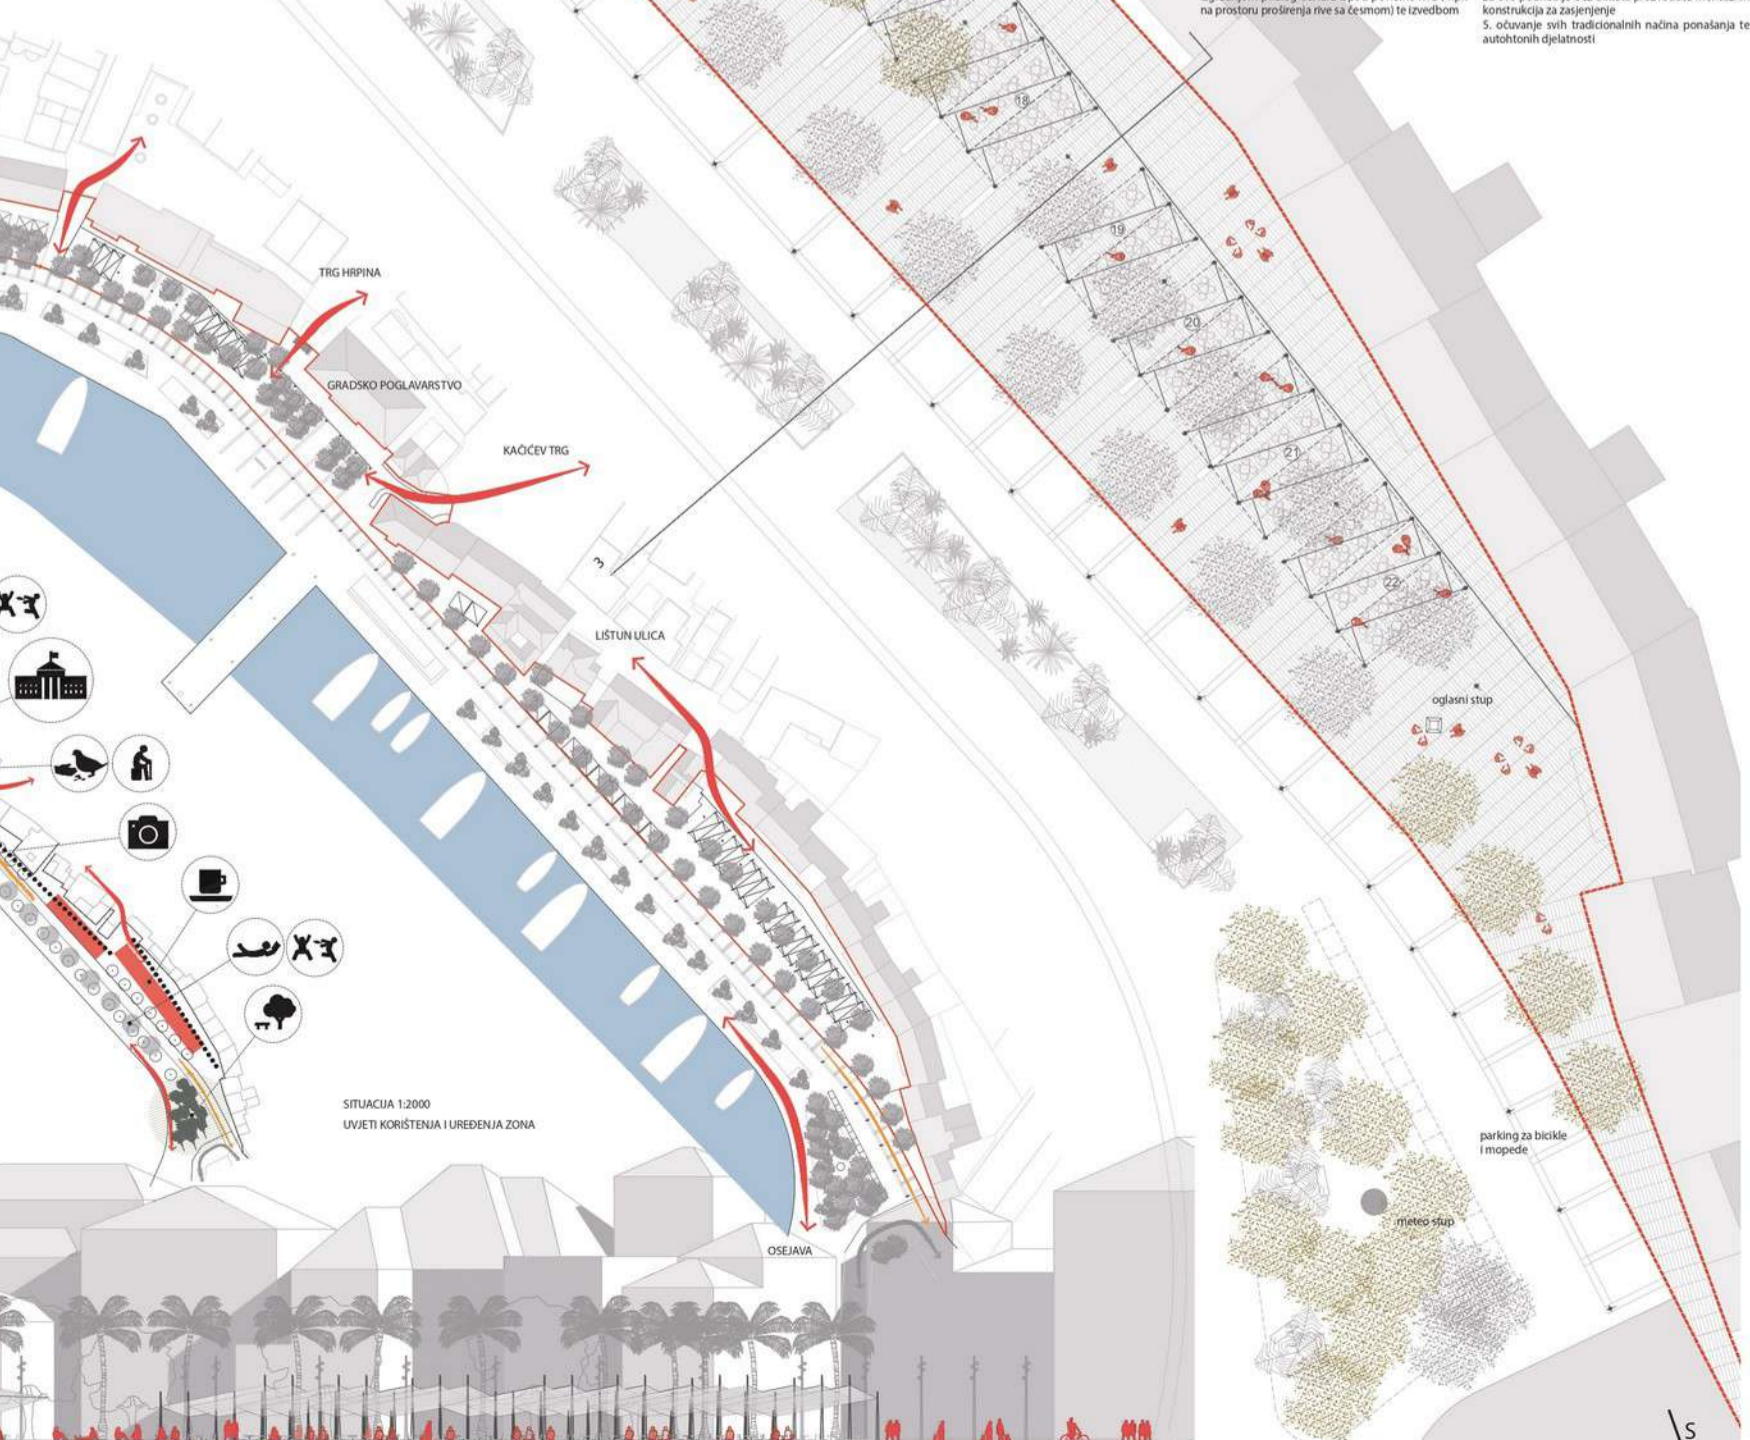 na prostoru proširenja rive sa česmom) te izvedbom
konstrukcija za zasjenjenje
5. očuvanje svih tradicionalnih načina ponašanja te
autohtonih djelatnosti
18
19
20
21
22
TRG HRPINA
GRADSKO POGLAVARSTVO
KAČIĆEV TRG
3
LIŠTUN ULICA
oglasni stup
SITUACIJA 1:2000
UVJETI KORIŠTENJA I UREĐENJA ZONA
parking za bicikle
i mopede
meteo stup
OSEJAVA
S